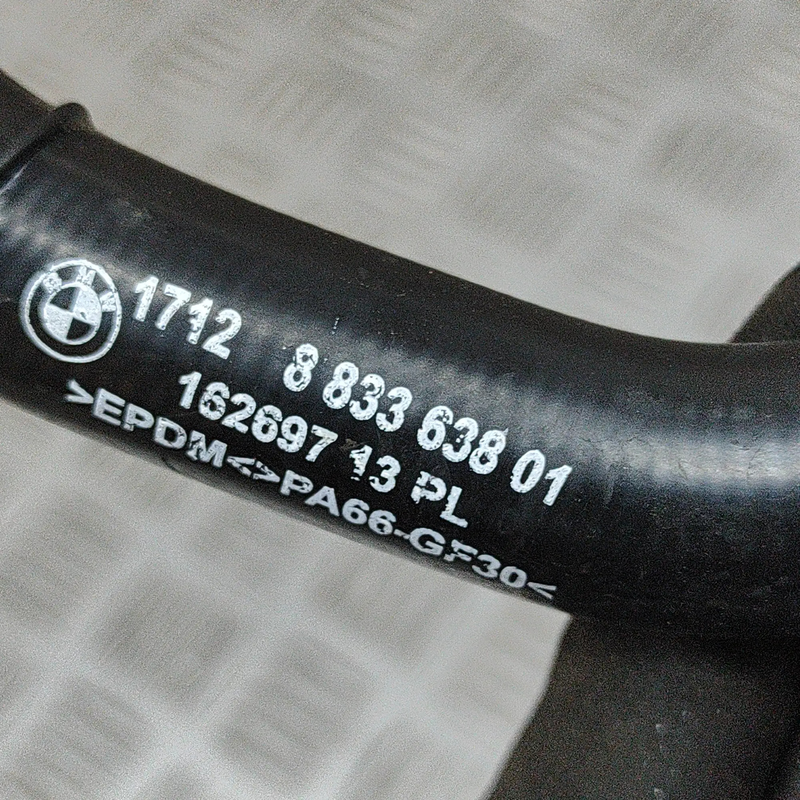 BMW 1712 8 833 638 01
162697 13 PL
>EPDM<>PA66-GF30<